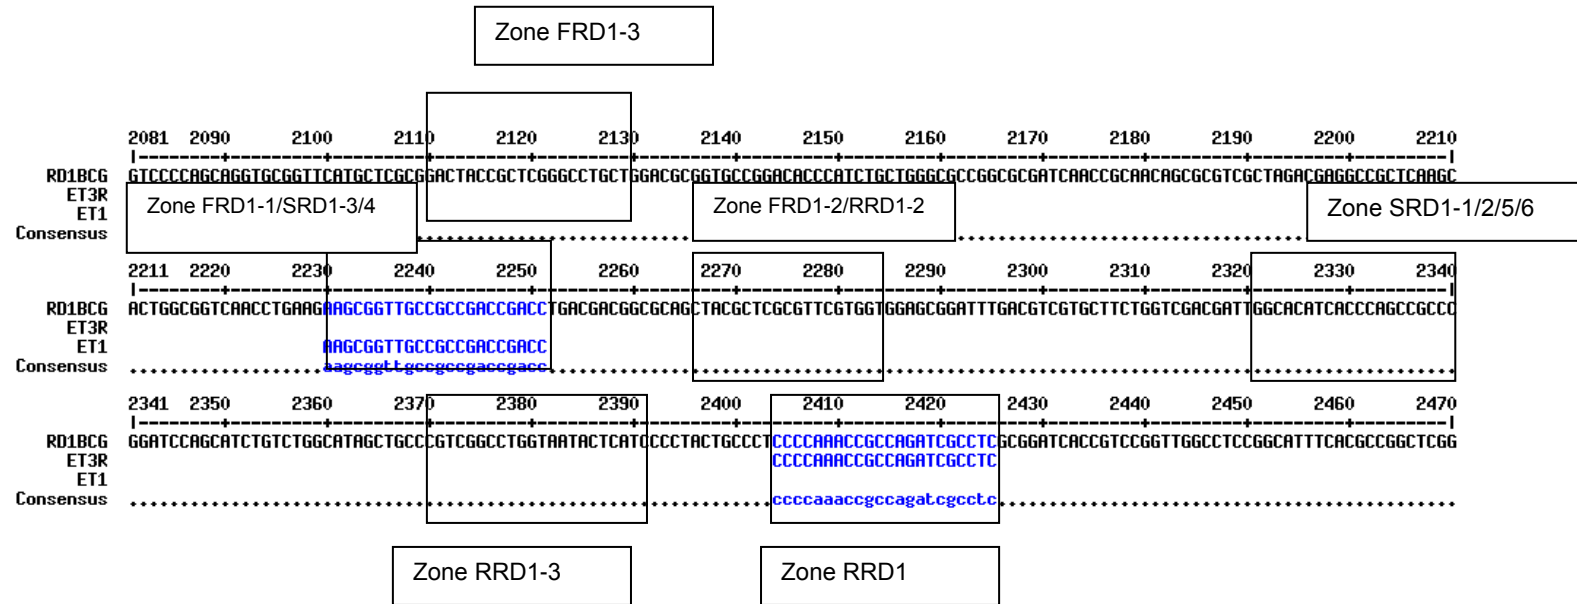 Zone FRD1-3
2081 2090 2100 2110 2120 2130 2140 2150 2160 2170 2180 2190 2200 2210
|--------+---------+---------+---------+---------+---------+---------+---------+---------+---------+---------+---------+---------|
RD1BCG GTCCCCAGCAGGTGCGGTTCATGCTCGCGGACTACCGCTCGGGCCTGCTGGACGCGGTGCCGGACACCCATCTGCTGGGCGCCGGCGCGATCAACCGCAACAGCGCGTCGCTAGACGAGGCCGCTCAAGC
ET3R
ET1
Zone FRD1-1/SRD1-3/4
Zone FRD1-2/RRD1-2
Zone SRD1-1/2/5/6
Consensus ..................................................................................
2211 2220 2230 2240 2250 2260 2270 2280 2290 2300 2310 2320 2330 2340
|--------+---------+---------+---------+---------+---------+---------+---------+---------+---------+---------+---------+---------|
RD1BCG ACTGGCGGTCAACCTGAAGAAGCGGTTGCCGCCGACCGACCTGACGACGGCGCAGCTACGCTCGCGTTCGTGGTGGAGCGGATTTGACGTCGTGCTTCTGGTCGACGATTGGCACATCACCCAGCCGCCC
ET3R
ET1 AAGCGGTTGCCGCCGACCGACC
Consensus ...................aagcggttgccgccgaccgacc.........................................................................................
2341 2350 2360 2370 2380 2390 2400 2410 2420 2430 2440 2450 2460 2470
|--------+---------+---------+---------+---------+---------+---------+---------+---------+---------+---------+---------+---------|
RD1BCG GGATCCAGCATCTGTCTGGCATAGCTGCCCGTCGGCCTGGTAATACTCATCCCCTACTGCCCTCCCCAAACCGCCAGATCGCCTCGCGGATCACCGTCCGGTTGGCCTCCGGCATTTCACGCCGGCTCGG
ET3R CCCCAAACCGCCAGATCGCCTC
ET1
Consensus ...............................................................ccccaaaccgccagatcgcctc.............................................
Zone RRD1-3
Zone RRD1